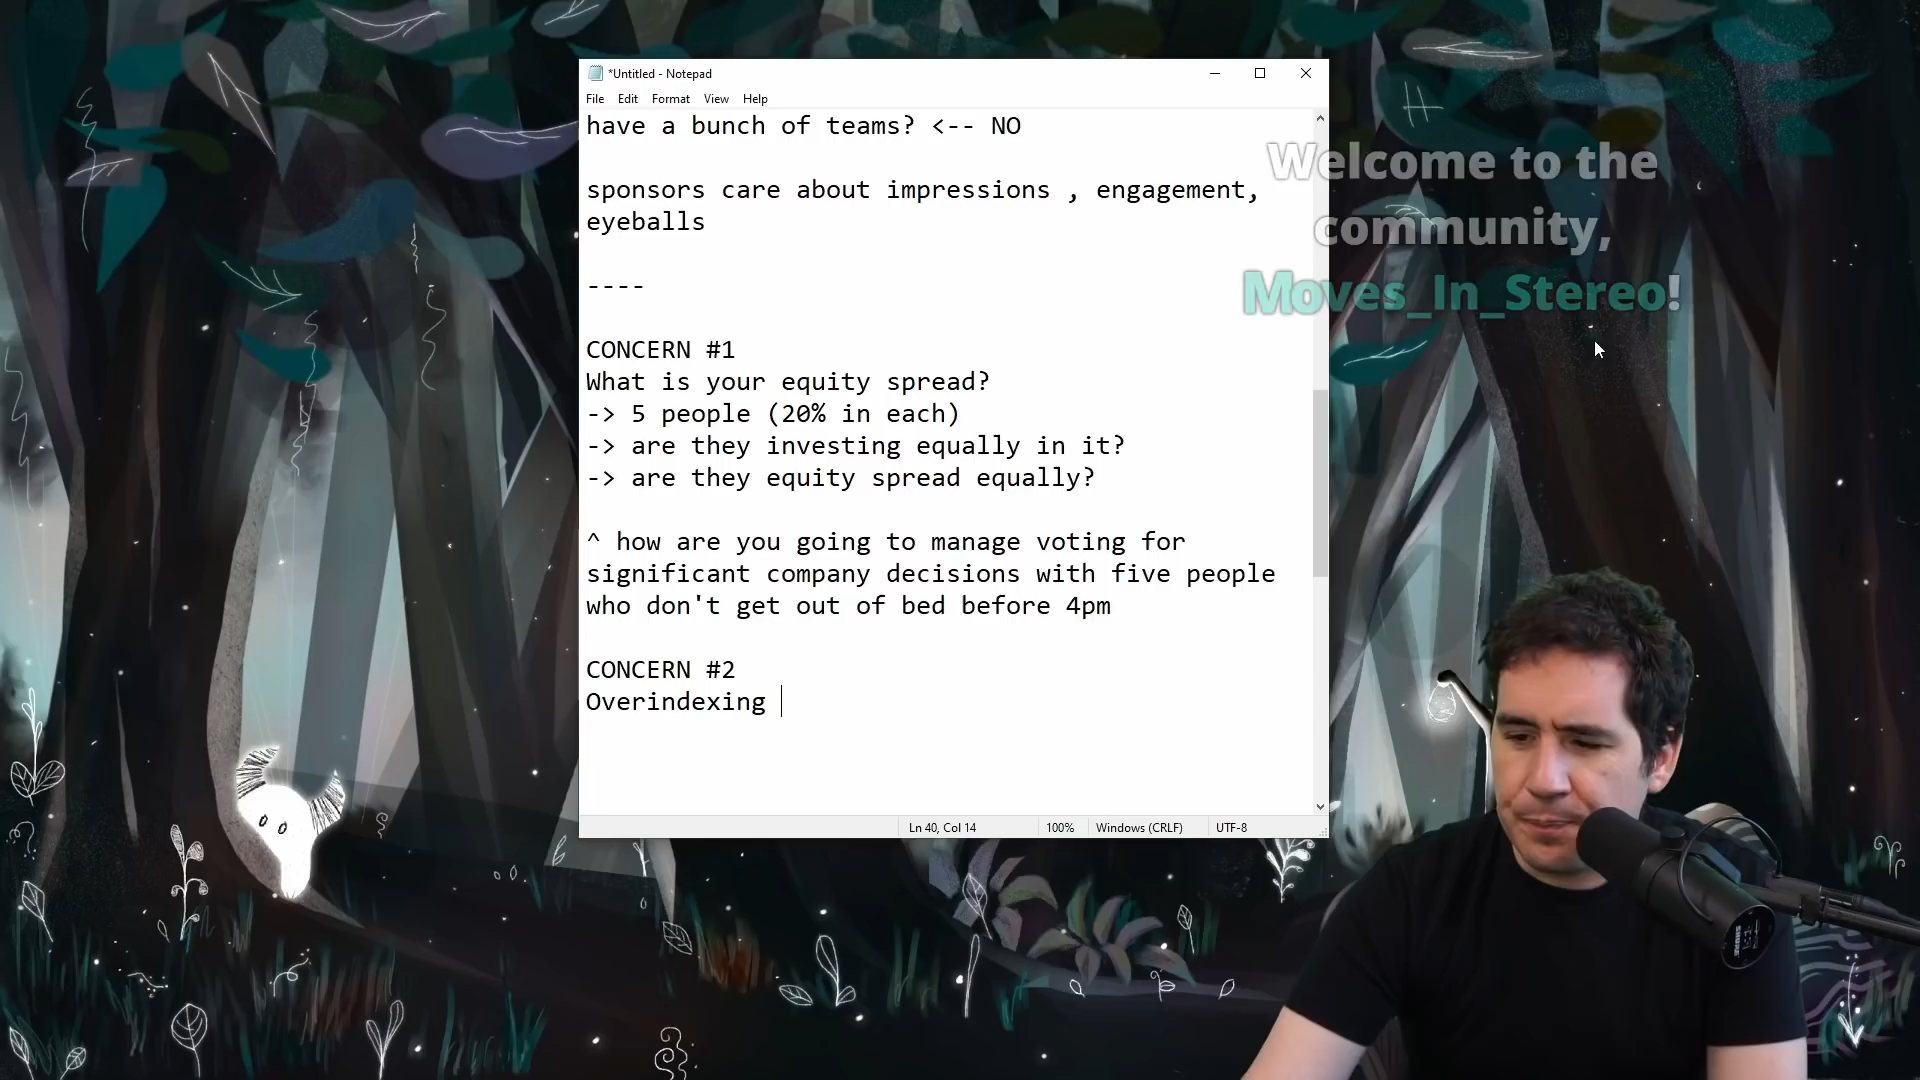 *Untitled - Notepad
File Edit Format View Help
have a bunch of teams? <-- NO
sponsors care about impressions , engagement,
eyeballs
----
CONCERN #1
What is your equity spread?
-> 5 people (20% in each)
-> are they investing equally in it?
-> are they equity spread equally?
^ how are you going to manage voting for
significant company decisions with five people
who don't get out of bed before 4pm
CONCERN #2
Overindexing
Ln 40, Col 14 100% Windows (CRLF) UTF-8
Welcome to the
community,
Moves_In_Stereo!
SHURE